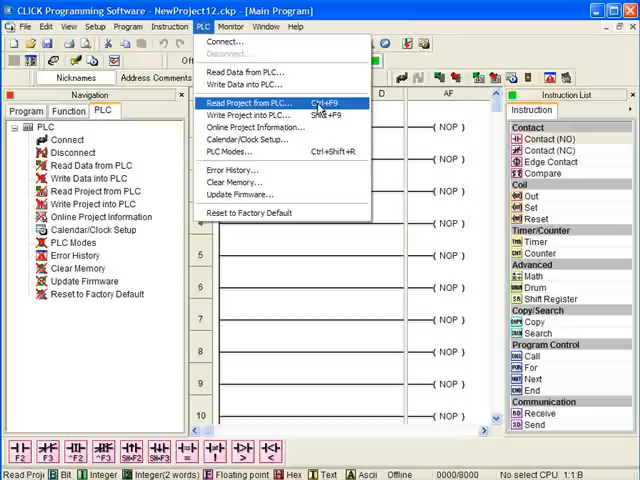 CLICK Programming Software - NewProject12.ckp - [Main Program]
File Edit View Setup Program Instruction PLC Monitor Window Help
Connect...
Disconnect...
Nicknames Address Comments
Read Data from PLC...
Write Data into PLC...
Read Project from PLC... Ctrl+F9
Write Project into PLC... Shift+F9
Online Project Information...
Calendar/Clock Setup...
PLC Modes... Ctrl+Shift+R
Error History...
Clear Memory...
Update Firmware...
Reset to Factory Default
Navigation
Program Function PLC
PLC
Connect
Disconnect
Read Data from PLC
Write Data into PLC
Read Project from PLC
Write Project into PLC
Online Project Information
Calendar/Clock Setup
PLC Modes
Error History
Clear Memory
Update Firmware
Reset to Factory Default
D AF
( NOP )
( NOP )
( NOP )
4 ( NOP )
5 ( NOP )
6 ( NOP )
7 ( NOP )
8 ( NOP )
9 ( NOP )
10 ( NOP )
Instruction List
Instruction
Contact
Contact (NO)
Contact (NC)
Edge Contact
Compare
Coil
Out
Set
Reset
Timer/Counter
Timer
Counter
Advanced
Math
Drum
Shift Register
Copy/Search
Copy
Search
Program Control
Call
For
Next
End
Communication
Receive
Send
F2 F3 SH+F2 SH+F3
Read Proj Bit Integer Integer(2 words) Floating point Hex Text Ascii Offline 0000/8000 No select CPU 1:1:B